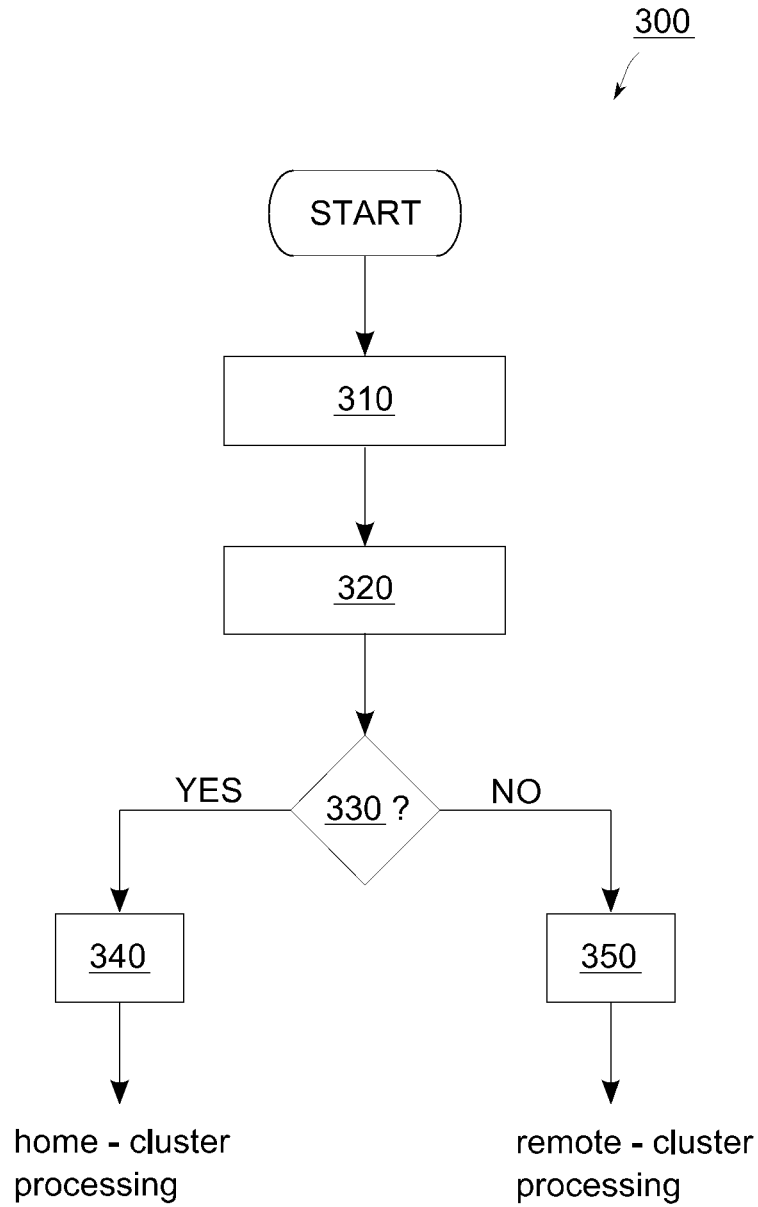 300
START
310
320
YES
330 ?
NO
340
350
home - cluster
processing
remote - cluster
processing